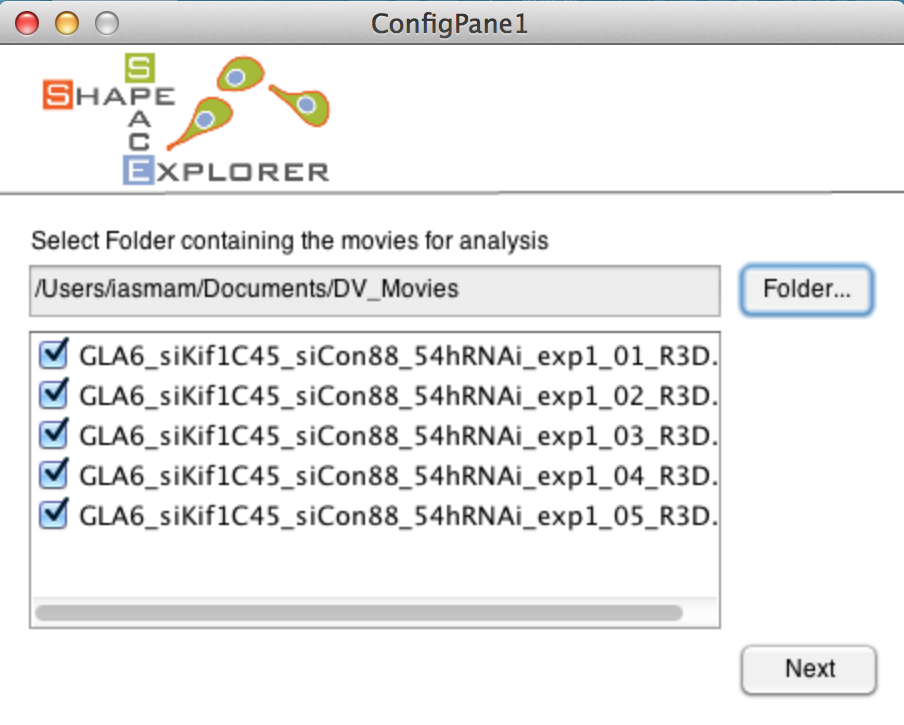 ConfigPane1
SHAPE
SPACE
EXPLORER
Select Folder containing the movies for analysis
/Users/iasmam/Documents/DV_Movies
Folder...
GLA6_siKif1C45_siCon88_54hRNAi_exp1_01_R3D.
GLA6_siKif1C45_siCon88_54hRNAi_exp1_02_R3D.
GLA6_siKif1C45_siCon88_54hRNAi_exp1_03_R3D.
GLA6_siKif1C45_siCon88_54hRNAi_exp1_04_R3D.
GLA6_siKif1C45_siCon88_54hRNAi_exp1_05_R3D.
Next